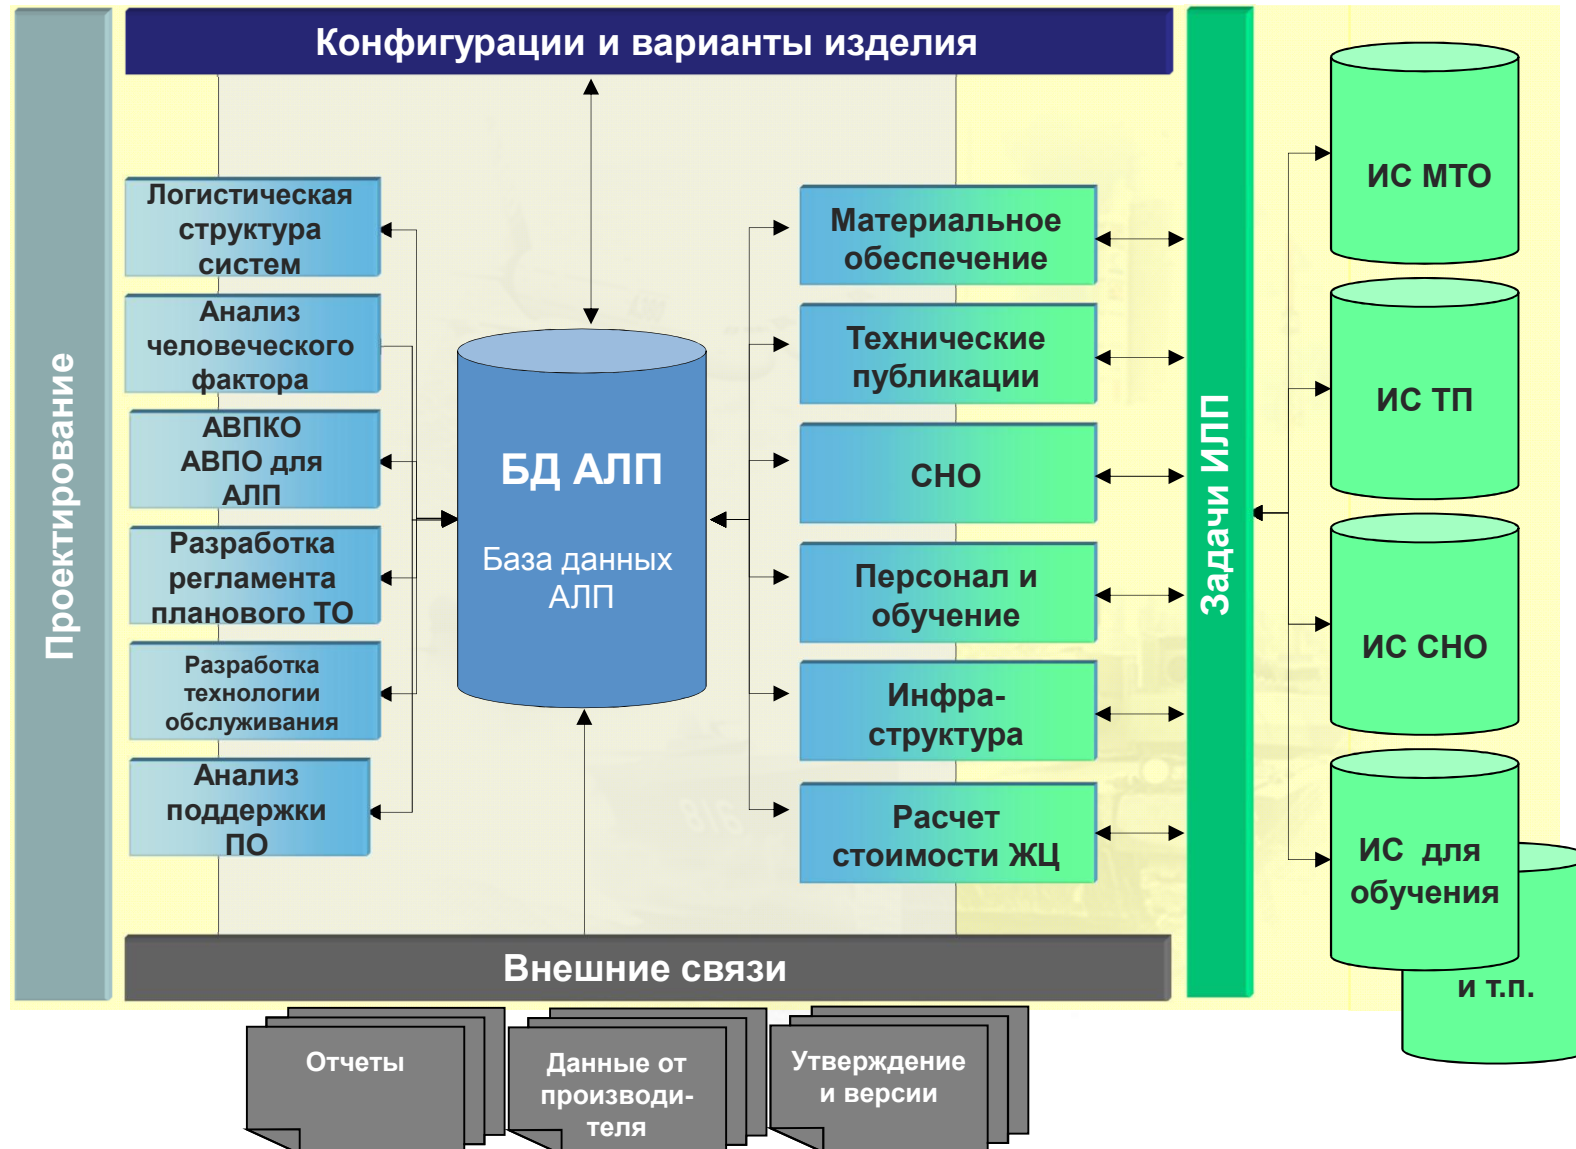 Конфигурации и варианты изделия
Проектирование
Логистическая
структура
систем
Анализ
человеческого
фактора
АВПКО
АВПО для
АЛП
Разработка
регламента
планового ТО
Разработка
технологии
обслуживания
Анализ
поддержки
ПО
БД АЛП
База данных
АЛП
Материальное
обеспечение
Технические
публикации
СНО
Персонал и
обучение
Инфра-
структура
Расчет
стоимости ЖЦ
Задачи ИЛП
ИС МТО
ИС ТП
ИС СНО
ИС для
обучения
и т.п.
Внешние связи
Отчеты
Данные от
производи-
теля
Утверждение
и версии